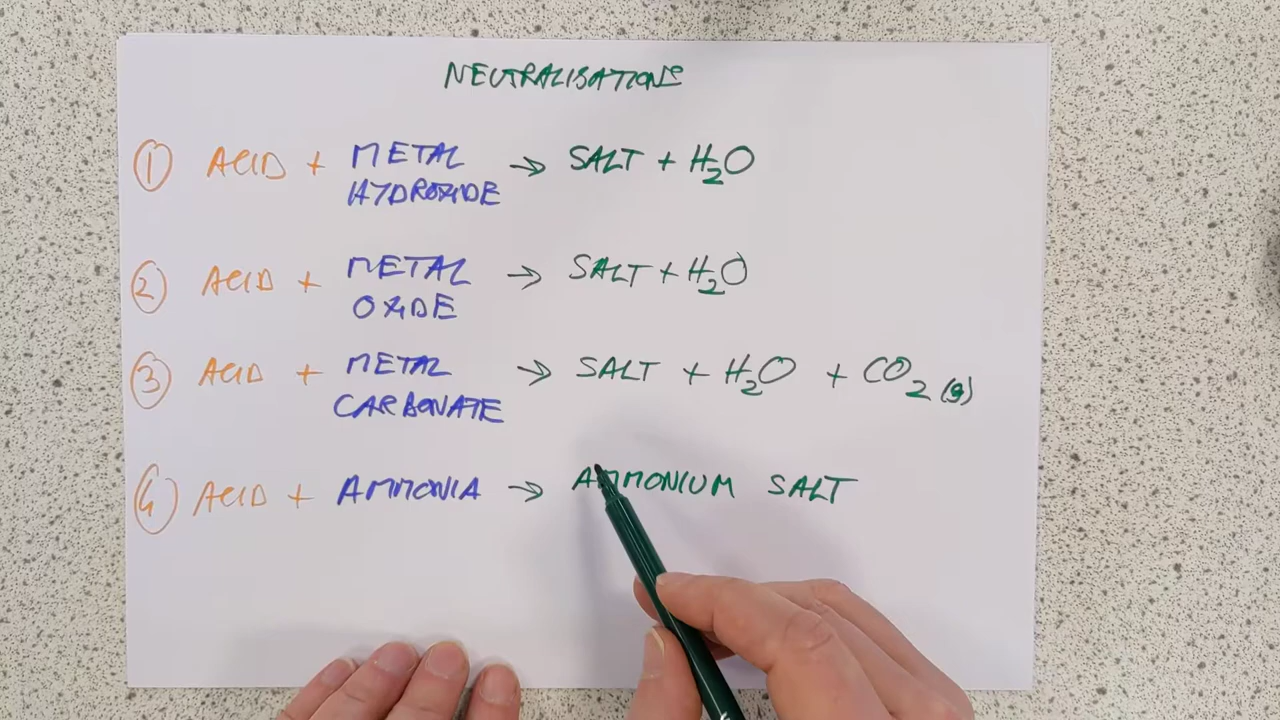 NEUTRALISATIONS
① ACID + METAL HYDROXIDE → SALT + H₂O
② ACID + METAL OXIDE → SALT + H₂O
③ ACID + METAL CARBONATE → SALT + H₂O + CO₂(g)
④ ACID + AMMONIA → AMMONIUM SALT